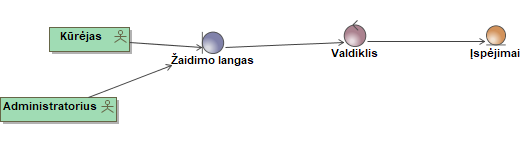 Kūrėjas
Žaidimo langas
Valdiklis
Įspėjimai
Administratorius